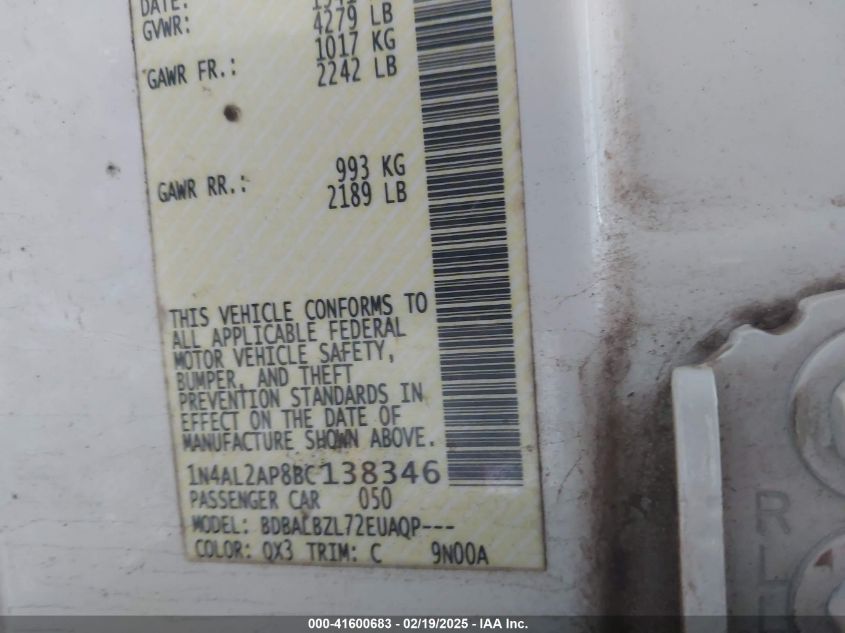 DATE:
GVWR: 4279 LB
1017 KG
GAWR FR.: 2242 LB
993 KG
GAWR RR.: 2189 LB
THIS VEHICLE CONFORMS TO
ALL APPLICABLE FEDERAL
MOTOR VEHICLE SAFETY,
BUMPER, AND THEFT
PREVENTION STANDARDS IN
EFFECT ON THE DATE OF
MANUFACTURE SHOWN ABOVE.
1N4AL2AP8BC138346
PASSENGER CAR 050
MODEL: BDBALBZL72EUAQP---
COLOR: QX3 TRIM: C 9N00A
R
L
000-41600683 - 02/19/2025 - IAA Inc.